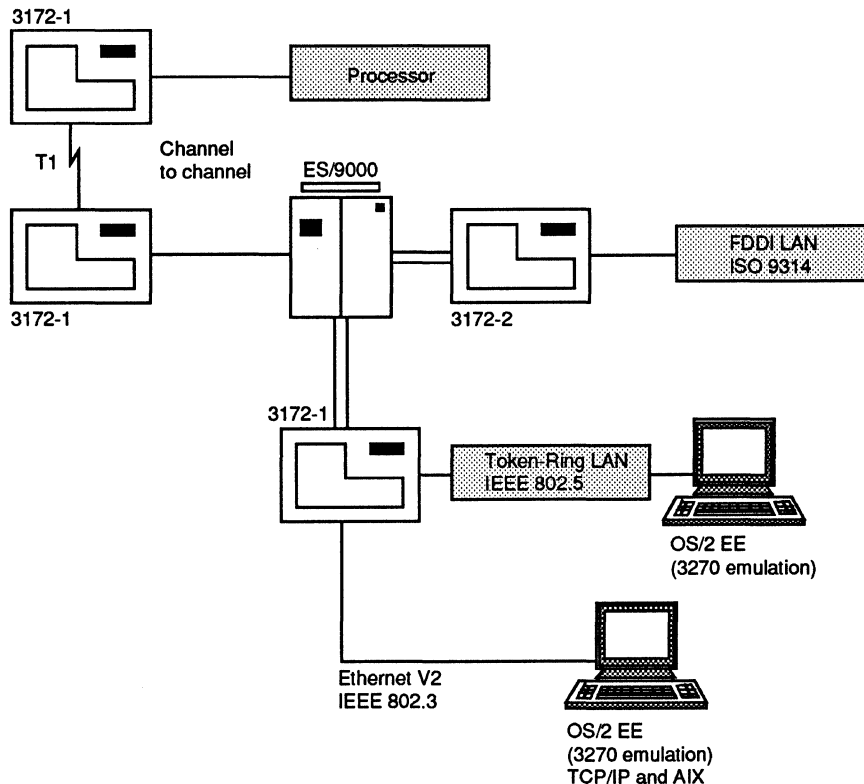 3172-1
Processor
T1
Channel
to channel
ES/9000
FDDI LAN
ISO 9314
3172-1
3172-2
3172-1
Token-Ring LAN
IEEE 802.5
OS/2 EE
(3270 emulation)
Ethernet V2
IEEE 802.3
OS/2 EE
(3270 emulation)
TCP/IP and AIX